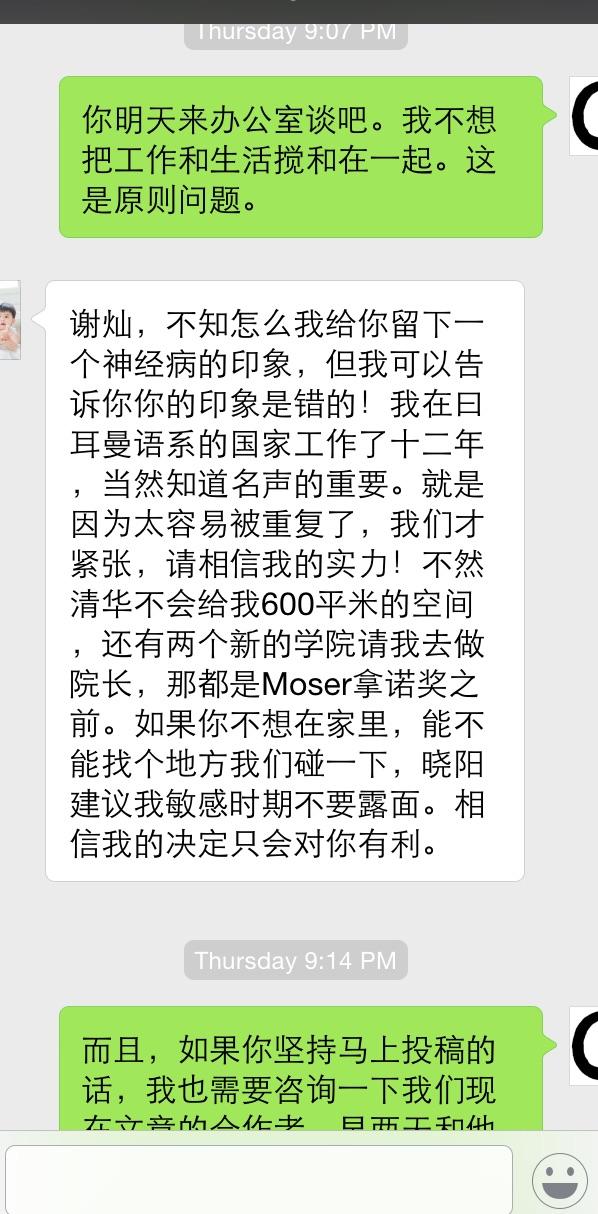 Thursday 9:07 PM
你明天来办公室谈吧。我不想
把工作和生活搅和在一起。这
是原则问题。
谢灿，不知怎么我给你留下一
个神经病的印象，但我可以告
诉你你的印象是错的！我在日
耳曼语系的国家工作了十二年
，当然知道名声的重要。就是
因为太容易被重复了，我们才
紧张，请相信我的实力！不然
清华不会给我600平米的空间
，还有两个新的学院请我去做
院长，那都是Moser拿诺奖之
前。如果你不想在家里，能不
能找个地方我们碰一下，晓阳
建议我敏感时期不要露面。相
信我的决定只会对你有利。
Thursday 9:14 PM
而且，如果你坚持马上投稿的
话，我也需要咨询一下我们现
在文章的合作者，早两天和他